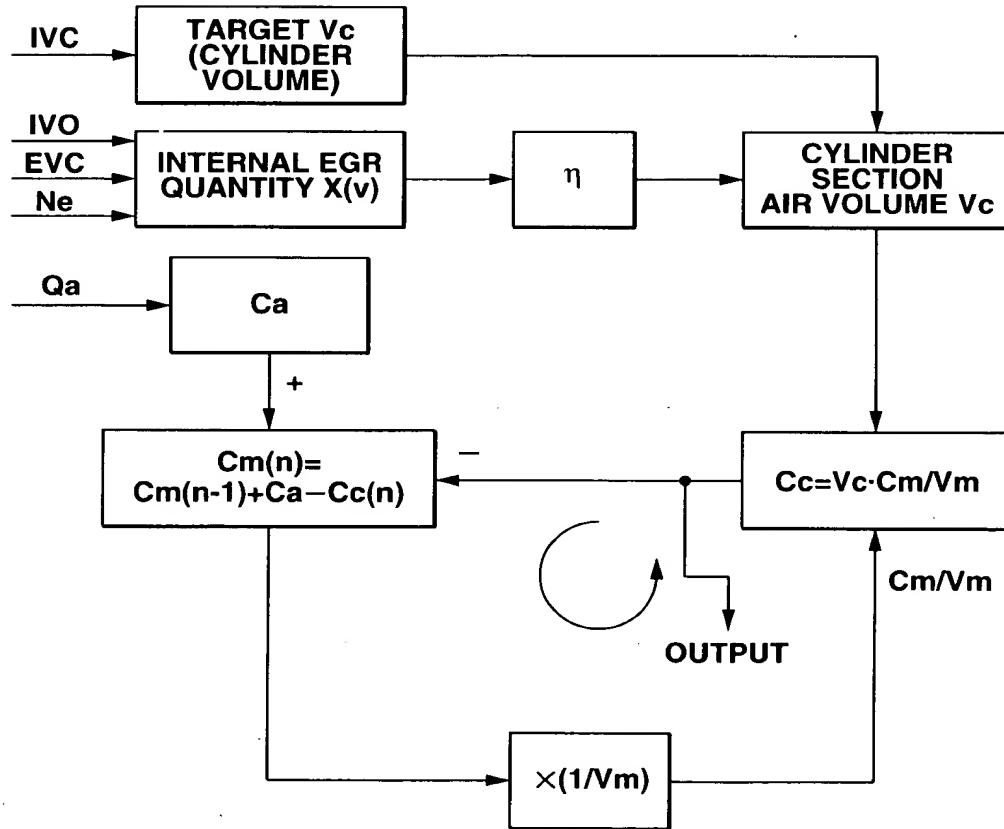 IVC
TARGET Vc
(CYLINDER
VOLUME)
IVO
EVC
Ne
INTERNAL EGR
QUANTITY X(v)
η
CYLINDER
SECTION
AIR VOLUME Vc
Qa
Ca
+
Cm(n)=
Cm(n-1)+Ca−Cc(n)
−
Cc=Vc·Cm/Vm
Cm/Vm
OUTPUT
×(1/Vm)